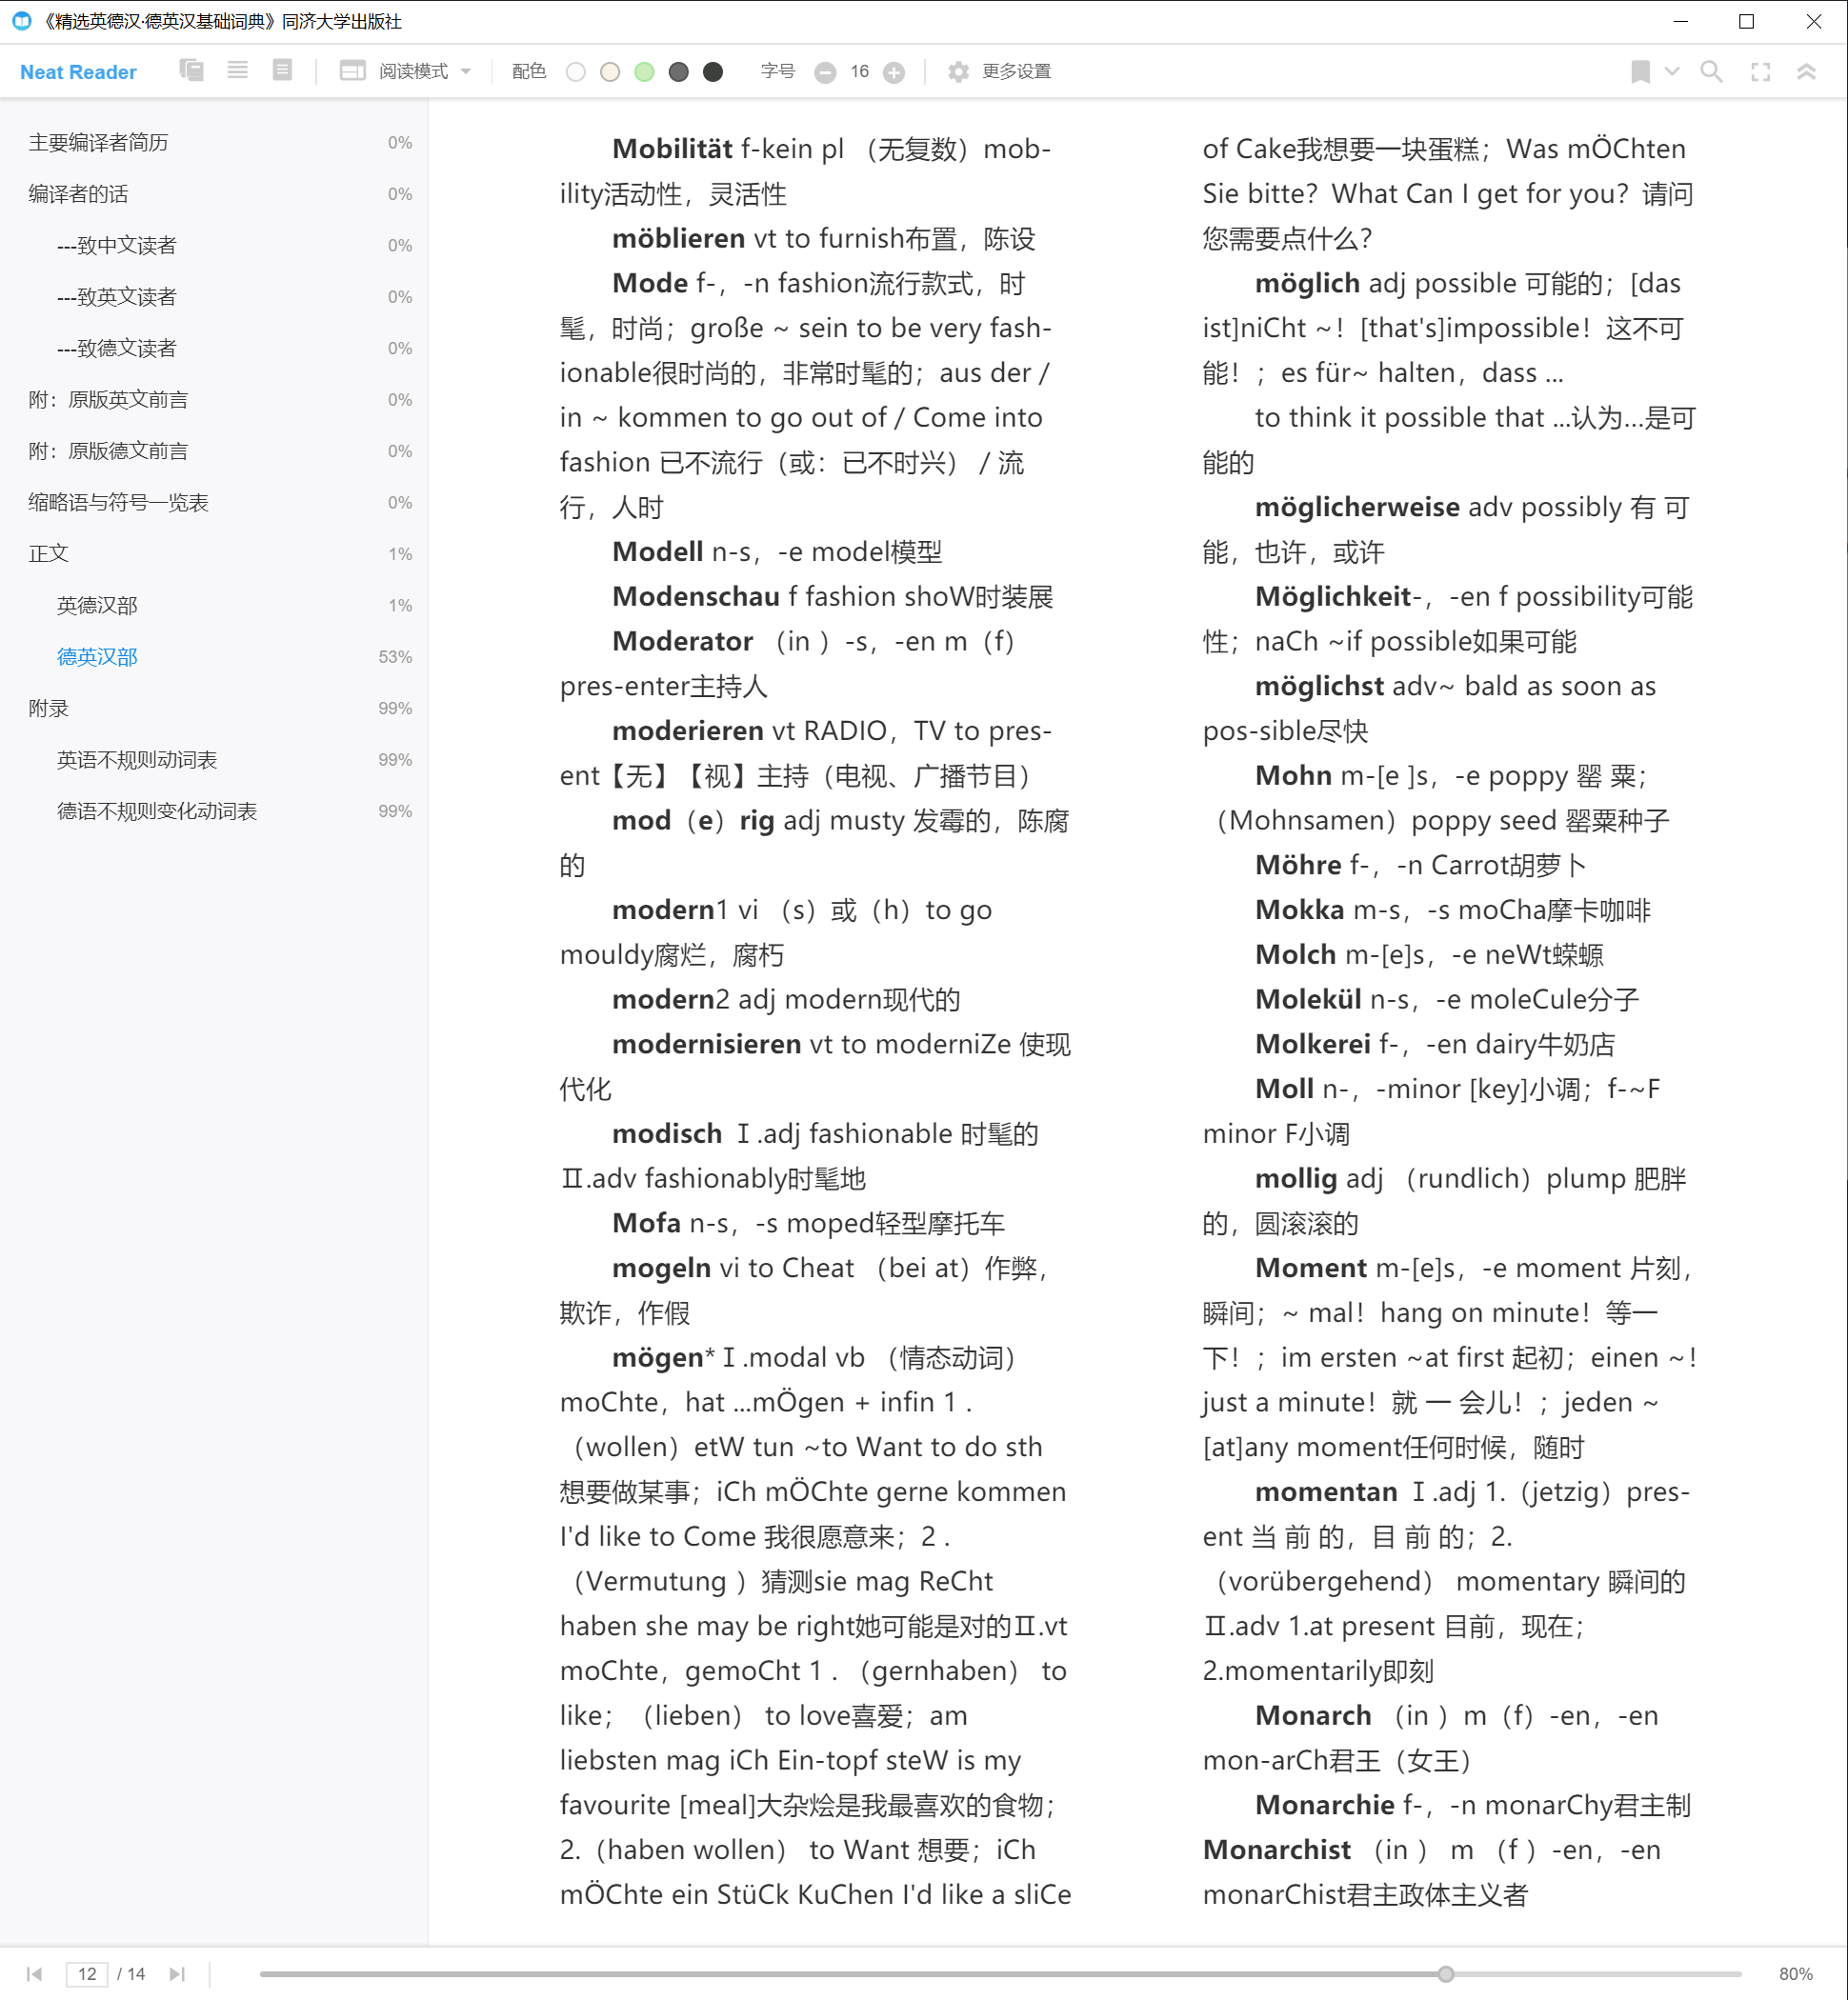 《精选英德汉·德英汉基础词典》同济大学出版社
Neat Reader 阅读模式 配色 字号 16 更多设置
主要编译者简历 0%
编译者的话 0%
---致中文读者 0%
---致英文读者 0%
---致德文读者 0%
附：原版英文前言 0%
附：原版德文前言 0%
缩略语与符号一览表 0%
正文 1%
英德汉部 1%
德英汉部 53%
附录 99%
英语不规则动词表 99%
德语不规则变化动词表 99%
Mobilität f-kein pl （无复数）mob-
ility活动性，灵活性
möblieren vt to furnish布置，陈设
Mode f-，-n fashion流行款式，时
髦，时尚；große ~ sein to be very fash-
ionable很时尚的，非常时髦的；aus der /
in ~ kommen to go out of / Come into
fashion 已不流行（或：已不时兴） / 流
行，人时
Modell n-s，-e model模型
Modenschau f fashion shoW时装展
Moderator （in ）-s，-en m（f）
pres-enter主持人
moderieren vt RADIO，TV to pres-
ent【无】【视】主持（电视、广播节目）
mod（e）rig adj musty 发霉的，陈腐
的
modern1 vi （s）或（h）to go
mouldy腐烂，腐朽
modern2 adj modern现代的
modernisieren vt to moderniZe 使现
代化
modisch Ⅰ.adj fashionable 时髦的
Ⅱ.adv fashionably时髦地
Mofa n-s，-s moped轻型摩托车
mogeln vi to Cheat （bei at）作弊，
欺诈，作假
mögen*Ⅰ.modal vb （情态动词）
moChte，hat ...mÖgen + infin 1 .
（wollen）etW tun ~to Want to do sth
想要做某事；iCh mÖChte gerne kommen
I'd like to Come 我很愿意来；2 .
（Vermutung ）猜测sie mag ReCht
haben she may be right她可能是对的Ⅱ.vt
moChte，gemoCht 1 . （gernhaben） to
like；（lieben） to love喜爱；am
liebsten mag iCh Ein-topf steW is my
favourite [meal]大杂烩是我最喜欢的食物；
2.（haben wollen） to Want 想要；iCh
mÖChte ein StüCk KuChen I'd like a sliCe
of Cake我想要一块蛋糕；Was mÖChten
Sie bitte？What Can I get for you？请问
您需要点什么？
möglich adj possible 可能的；[das
ist]niCht ~！[that's]impossible！这不可
能！；es für~ halten，dass ...
to think it possible that ...认为...是可
能的
möglicherweise adv possibly 有 可
能，也许，或许
Möglichkeit-，-en f possibility可能
性；naCh ~if possible如果可能
möglichst adv~ bald as soon as
pos-sible尽快
Mohn m-[e ]s，-e poppy 罂 粟；
（Mohnsamen）poppy seed 罂粟种子
Möhre f-，-n Carrot胡萝卜
Mokka m-s，-s moCha摩卡咖啡
Molch m-[e]s，-e neWt蝾螈
Molekül n-s，-e moleCule分子
Molkerei f-，-en dairy牛奶店
Moll n-，-minor [key]小调；f-~F
minor F小调
mollig adj （rundlich）plump 肥胖
的，圆滚滚的
Moment m-[e]s，-e moment 片刻，
瞬间；~ mal！hang on minute！等一
下！；im ersten ~at first 起初；einen ~！
just a minute！就 一 会儿！；jeden ~
[at]any moment任何时候，随时
momentan Ⅰ.adj 1.（jetzig）pres-
ent 当 前 的，目 前 的；2.
（vorübergehend） momentary 瞬间的
Ⅱ.adv 1.at present 目前，现在；
2.momentarily即刻
Monarch （in ）m（f）-en，-en
mon-arCh君王（女王）
Monarchie f-，-n monarChy君主制
Monarchist （in ） m （f ）-en，-en
monarChist君主政体主义者
12 / 14 80%